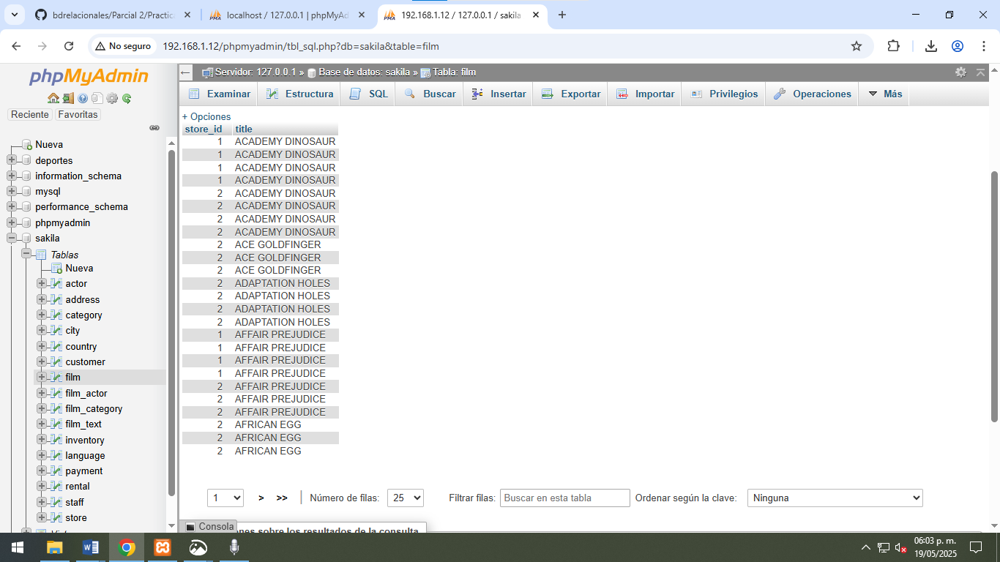 bdrelacionales/Parcial 2/Practic
localhost / 127.0.0.1 | phpMyAd
192.168.1.12 / 127.0.0.1 / sakila
No seguro
192.168.1.12/phpmyadmin/tbl_sql.php?db=sakila&table=film
phpMyAdmin
Reciente
Favoritas
Nueva
deportes
information_schema
mysql
performance_schema
phpmyadmin
sakila
Tablas
Nueva
actor
address
category
city
country
customer
film
film_actor
film_category
film_text
inventory
language
payment
rental
staff
store
Servidor: 127.0.0.1 » Base de datos: sakila » Tabla: film
Examinar
Estructura
SQL
Buscar
Insertar
Exportar
Importar
Privilegios
Operaciones
Más
+ Opciones
store_id title
1 ACADEMY DINOSAUR
1 ACADEMY DINOSAUR
1 ACADEMY DINOSAUR
1 ACADEMY DINOSAUR
2 ACADEMY DINOSAUR
2 ACADEMY DINOSAUR
2 ACADEMY DINOSAUR
2 ACADEMY DINOSAUR
2 ACE GOLDFINGER
2 ACE GOLDFINGER
2 ACE GOLDFINGER
2 ADAPTATION HOLES
2 ADAPTATION HOLES
2 ADAPTATION HOLES
2 ADAPTATION HOLES
1 AFFAIR PREJUDICE
1 AFFAIR PREJUDICE
1 AFFAIR PREJUDICE
1 AFFAIR PREJUDICE
2 AFFAIR PREJUDICE
2 AFFAIR PREJUDICE
2 AFFAIR PREJUDICE
2 AFRICAN EGG
2 AFRICAN EGG
2 AFRICAN EGG
1 > >> Número de filas: 25 Filtrar filas: Buscar en esta tabla Ordenar según la clave: Ninguna
Consola
sobre los resultados de la consulta
06:03 p. m.
19/05/2025